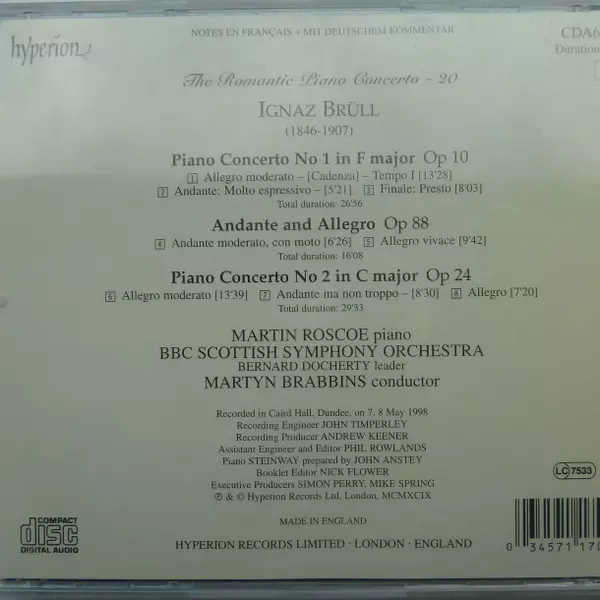 NOTES EN FRANÇAIS + MIT DEUTSCHEM KOMMENTAR
CDA6
hyperion
Duration
The Romantic Piano Concerto - 20
IGNAZ BRÜLL
(1846-1907)
Piano Concerto No 1 in F major Op 10
1 Allegro moderato – [Cadenza] – Tempo I [13'28]
2 Andante: Molto espressivo – [5'21] 3 Finale: Presto [8'03]
Total duration: 26'56
Andante and Allegro Op 88
4 Andante moderato, con moto [6'26] 5 Allegro vivace [9'42]
Total duration: 16'08
Piano Concerto No 2 in C major Op 24
6 Allegro moderato [13'39] 7 Andante ma non troppo – [8'30] 8 Allegro [7'20]
Total duration: 29'33
MARTIN ROSCOE piano
BBC SCOTTISH SYMPHONY ORCHESTRA
BERNARD DOCHERTY leader
MARTYN BRABBINS conductor
Recorded in Caird Hall, Dundee, on 7, 8 May 1998
Recording Engineer JOHN TIMPERLEY
Recording Producer ANDREW KEENER
Assistant Engineer and Editor PHIL ROWLANDS
Piano STEINWAY prepared by JOHN ANSTEY
Booklet Editor NICK FLOWER
Executive Producers SIMON PERRY, MIKE SPRING
℗ & © Hyperion Records Ltd, London, MCMXCIX
LC 7533
MADE IN ENGLAND
COMPACT
disc
DIGITAL AUDIO
HYPERION RECORDS LIMITED · LONDON · ENGLAND
0 34571 170